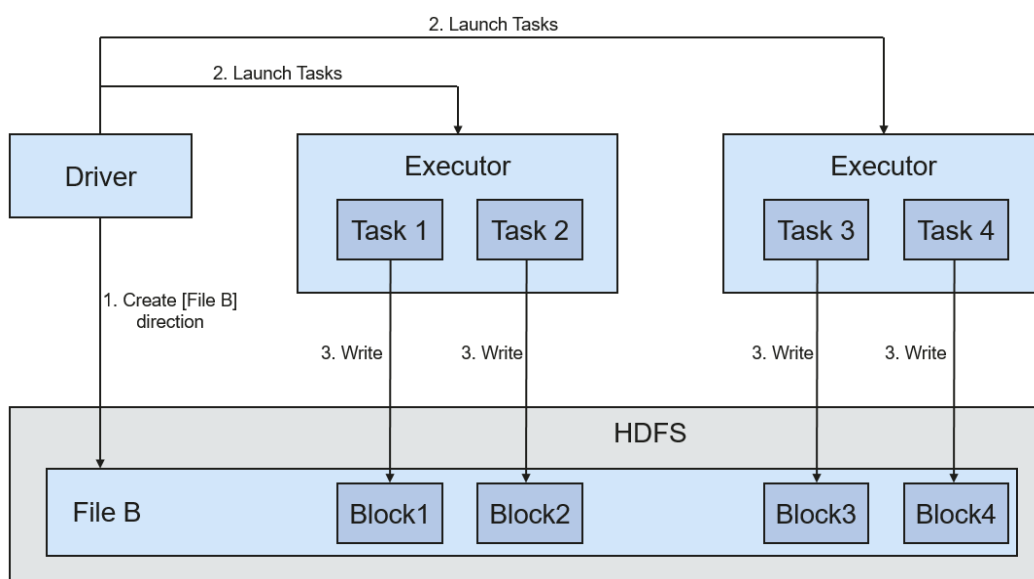 2. Launch Tasks
2. Launch Tasks
Driver
Executor
Executor
Task 1
Task 2
Task 3
Task 4
1. Create [File B]
direction
3. Write
3. Write
3. Write
3. Write
HDFS
File B
Block1
Block2
Block3
Block4